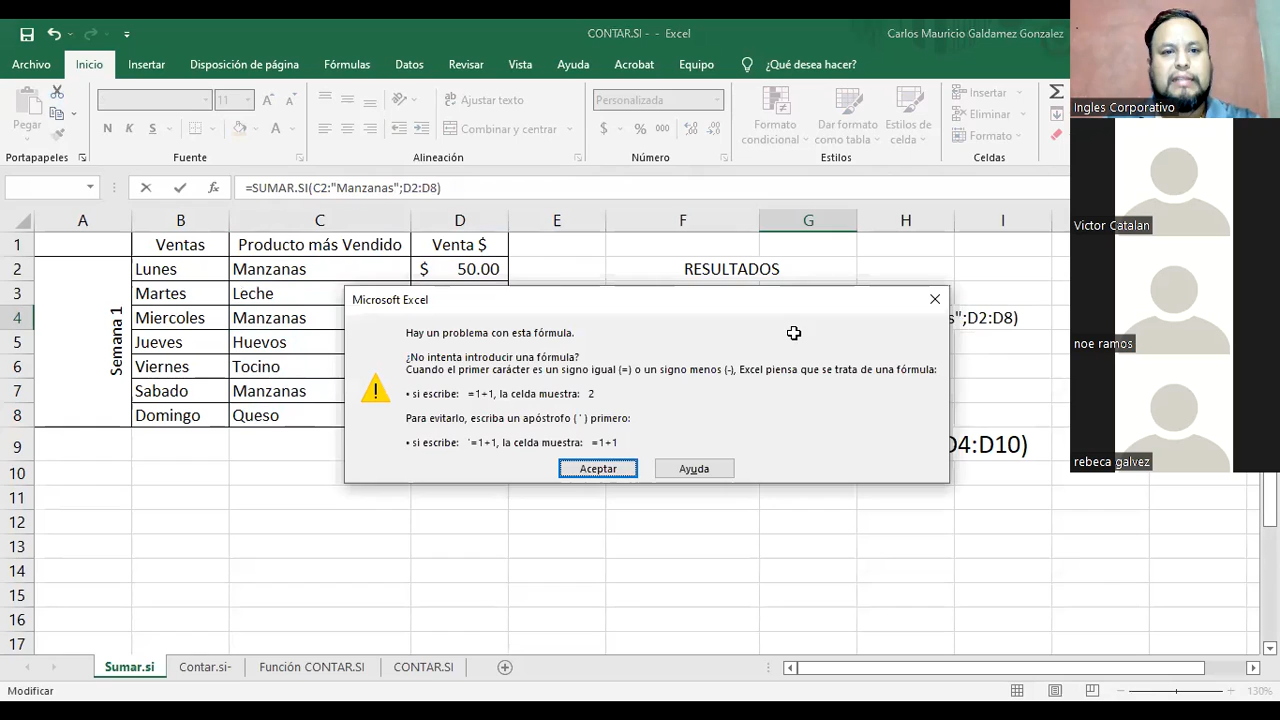 CONTAR.SI - - Excel
Carlos Mauricio Galdamez Gonzalez
Archivo Inicio Insertar Disposición de página Fórmulas Datos Revisar Vista Ayuda Acrobat Equipo ¿Qué desea hacer?
Pegar
11
N K S
Ajustar texto
Combinar y centrar
Personalizada
$ % 000
Formato condicional
Dar formato como tabla
Estilos de celda
Insertar
Eliminar
Formato
Portapapeles Fuente Alineación Número Estilos Celdas
=SUMAR.SI(C2:"Manzanas";D2:D8)
A B C D E F G H I
1 Ventas Producto más Vendido Venta $
2 Lunes Manzanas $ 50.00 RESULTADOS
3 Martes Leche
4 Miercoles Manzanas s";D2:D8)
5 Jueves Huevos
6 Viernes Tocino
7 Sabado Manzanas
8 Domingo Queso
Semana 1
9 D4:D10)
10
11
12
13
14
15
16
17
Microsoft Excel
Hay un problema con esta fórmula.
¿No intenta introducir una fórmula?
Cuando el primer carácter es un signo igual (=) o un signo menos (-), Excel piensa que se trata de una fórmula:
• si escribe: =1+1, la celda muestra: 2
Para evitarlo, escriba un apóstrofo ( ' ) primero:
• si escribe: '=1+1, la celda muestra: =1+1
Aceptar Ayuda
Sumar.si Contar.si- Función CONTAR.SI CONTAR.SI
Modificar
130%
Ingles Corporativo
Victor Catalan
noe ramos
rebeca galvez